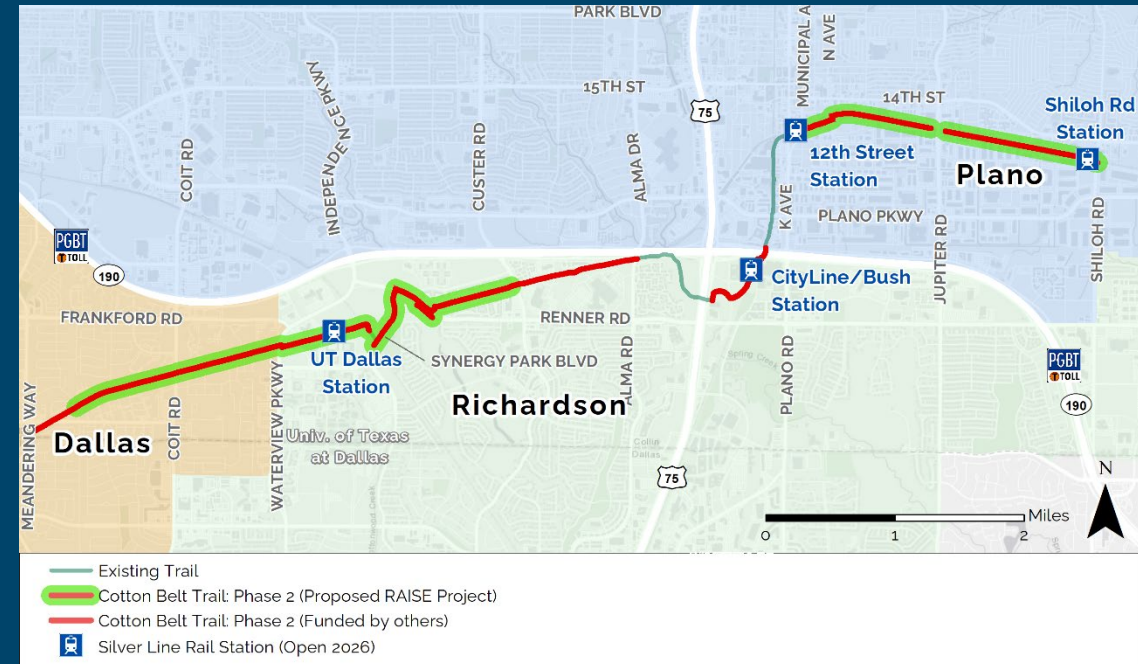 PARK BLVD
MUNICIPAL A
N AVE
15TH ST
75
14TH ST
Shiloh Rd
Station
INDEPENDENCE PKWY
COIT RD
CUSTER RD
ALMA DR
12th Street
Station
Plano
K AVE
PLANO PKWY
SHILOH RD
JUPITER RD
PGBT
TOLL
190
CityLine/Bush
Station
FRANKFORD RD
RENNER RD
UT Dallas
Station
SYNERGY PARK BLVD
ALMA RD
PLANO RD
PGBT
TOLL
190
MEANDERING WAY
Dallas
COIT RD
WATERVIEW PKWY
Richardson
Univ. of Texas
at Dallas
Collin
Dallas
75
N
Miles
0 1 2
Existing Trail
Cotton Belt Trail: Phase 2 (Proposed RAISE Project)
Cotton Belt Trail: Phase 2 (Funded by others)
Silver Line Rail Station (Open 2026)